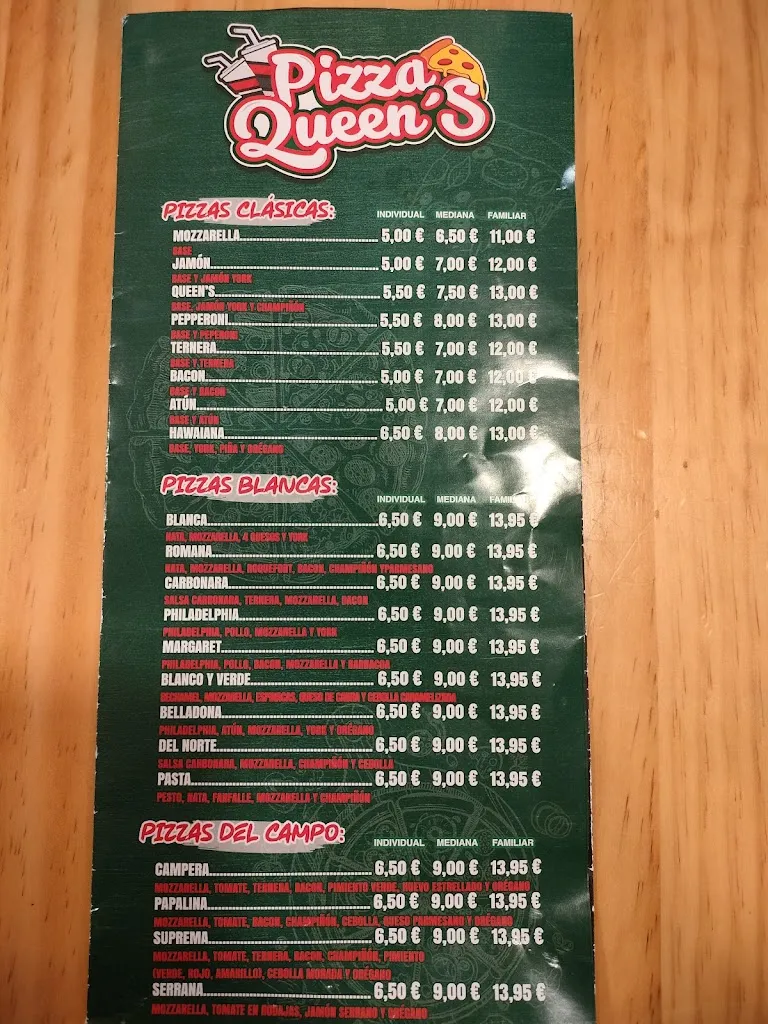 Pizza
Queen'S
PIZZAS CLÁSICAS: INDIVIDUAL MEDIANA FAMILIAR
MOZZARELLA 5,00 € 6,50 € 11,00 €
BASE
JAMÓN 5,00 € 7,00 € 12,00 €
BASE Y JAMÓN YORK
QUEEN'S 5,50 € 7,50 € 13,00 €
BASE, JAMÓN YORK Y CHAMPIÑÓN
PEPPERONI 5,50 € 8,00 € 13,00 €
BASE Y PEPERONI
TERNERA 5,50 € 7,00 € 12,00 €
BASE Y TERNERA
BACON 5,00 € 7,00 € 12,00 €
BASE Y BACON
ATÚN 5,00 € 7,00 € 12,00 €
BASE Y ATÚN
HAWAIANA 6,50 € 8,00 € 13,00 €
BASE, YORK, PIÑA Y ORÉGANO
PIZZAS BLANCAS: INDIVIDUAL MEDIANA FAMILIAR
BLANCA 6,50 € 9,00 € 13,95 €
NATA, MOZZARELLA, 4 QUESOS Y YORK
ROMANA 6,50 € 9,00 € 13,95 €
NATA, MOZZARELLA, ROQUEFORT, BACON, CHAMPIÑÓN YPARMESANO
CARBONARA 6,50 € 9,00 € 13,95 €
SALSA CARBONARA, TERNERA, MOZZARELLA, BACON
PHILADELPHIA 6,50 € 9,00 € 13,95 €
PHILADELPHIA, POLLO, MOZZARELLA Y YORK
MARGARET 6,50 € 9,00 € 13,95 €
PHILADELPHIA, POLLO, BACON, MOZZARELLA Y BARBACOA
BLANCO Y VERDE 6,50 € 9,00 € 13,95 €
BECHAMEL, MOZZARELLA, ESPINACAS, QUESO DE CABRA Y CEBOLLA CARAMELIZADA
BELLADONA 6,50 € 9,00 € 13,95 €
PHILADELPHIA, ATÚN, MOZZARELLA, YORK Y ORÉGANO
DEL NORTE 6,50 € 9,00 € 13,95 €
SALSA CARBONARA, MOZZARELLA, CHAMPIÑÓN Y CEBOLLA
PASTA 6,50 € 9,00 € 13,95 €
PESTO, NATA, FARFALLE, MOZZARELLA Y CHAMPIÑÓN
PIZZAS DEL CAMPO: INDIVIDUAL MEDIANA FAMILIAR
CAMPERA 6,50 € 9,00 € 13,95 €
MOZZARELLA, TOMATE, TERNERA, BACON, PIMIENTO VERDE, HUEVO ESTRELLADO Y ORÉGANO
PAPALINA 6,50 € 9,00 € 13,95 €
MOZZARELLA, TOMATE, BACON, CHAMPIÑÓN, CEBOLLA, QUESO PARMESANO Y ORÉGANO
SUPREMA 6,50 € 9,00 € 13,95 €
MOZZARELLA, TOMATE, TERNERA, BACON, CHAMPIÑÓN, PIMIENTO
(VERDE, ROJO, AMARILLO), CEBOLLA MORADA Y ORÉGANO
SERRANA 6,50 € 9,00 € 13,95 €
MOZZARELLA, TOMATE EN RODAJAS, JAMÓN SERRANO Y ORÉGANO